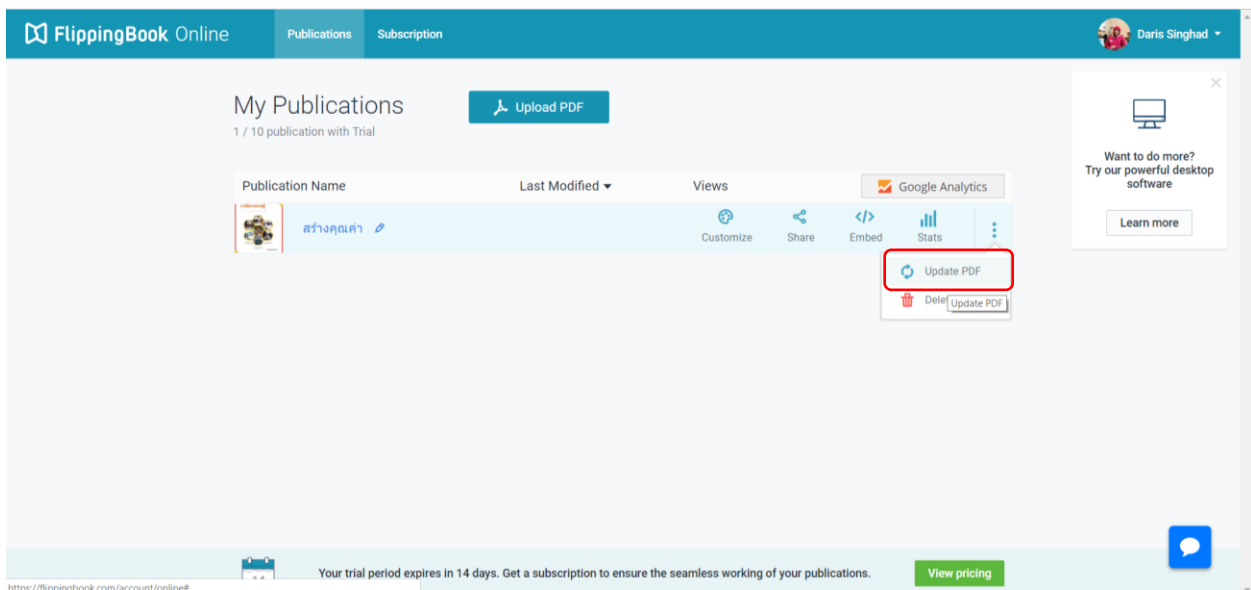 FlippingBook Online
Publications
Subscription
Daris Singhad
My Publications
Upload PDF
1 / 10 publication with Trial
Want to do more?
Try our powerful desktop
software
Learn more
Publication Name
Last Modified
Views
Google Analytics
สร้างคุณค่า
Customize
Share
Embed
Stats
Update PDF
Update PDF
Your trial period expires in 14 days. Get a subscription to ensure the seamless working of your publications.
View pricing
https://flippingbook.com/account/online#